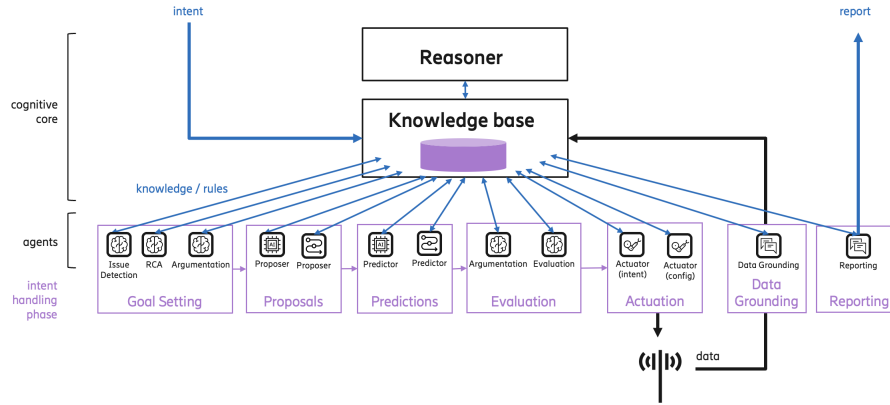 intent
report
Reasoner
cognitive
core
Knowledge base
knowledge / rules
agents
Issue
Detection
RCA
Argumentation
Proposer
Proposer
Predictor
Predictor
Argumentation
Evaluation
Actuator
(intent)
Actuator
(config)
Data Grounding
Reporting
intent
handling
phase
Goal Setting
Proposals
Predictions
Evaluation
Actuation
Data
Grounding
Reporting
data
AI
AI